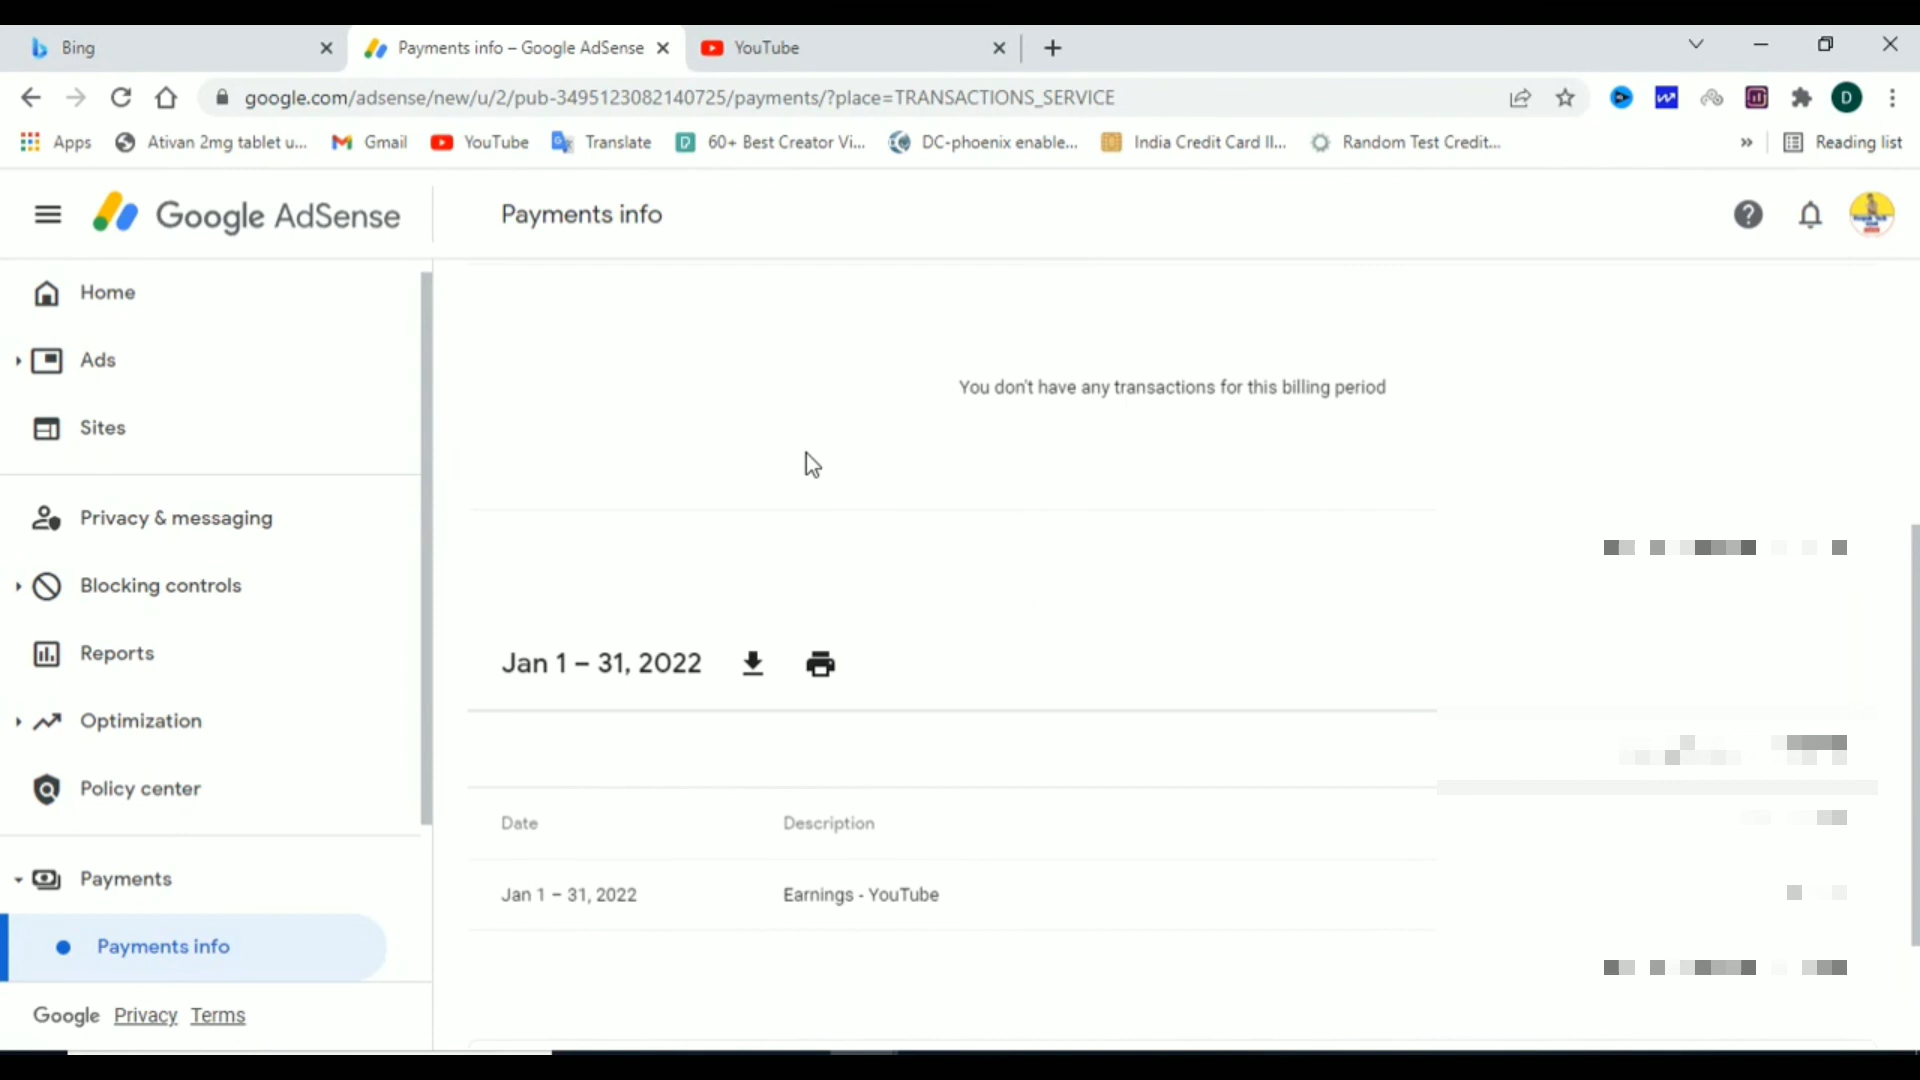 Bing
Payments info – Google AdSense
YouTube
google.com/adsense/new/u/2/pub-3495123082140725/payments/?place=TRANSACTIONS_SERVICE
D
Apps
Ativan 2mg tablet u...
Gmail
YouTube
Translate
60+ Best Creator Vi...
DC-phoenix enable...
India Credit Card Il...
Random Test Credit...
»
Reading list
Google AdSense
Payments info
Home
Ads
Sites
Privacy & messaging
Blocking controls
Reports
Optimization
Policy center
Payments
Payments info
Google Privacy Terms
You don't have any transactions for this billing period
Jan 1 – 31, 2022
Date Description
Jan 1 – 31, 2022 Earnings - YouTube